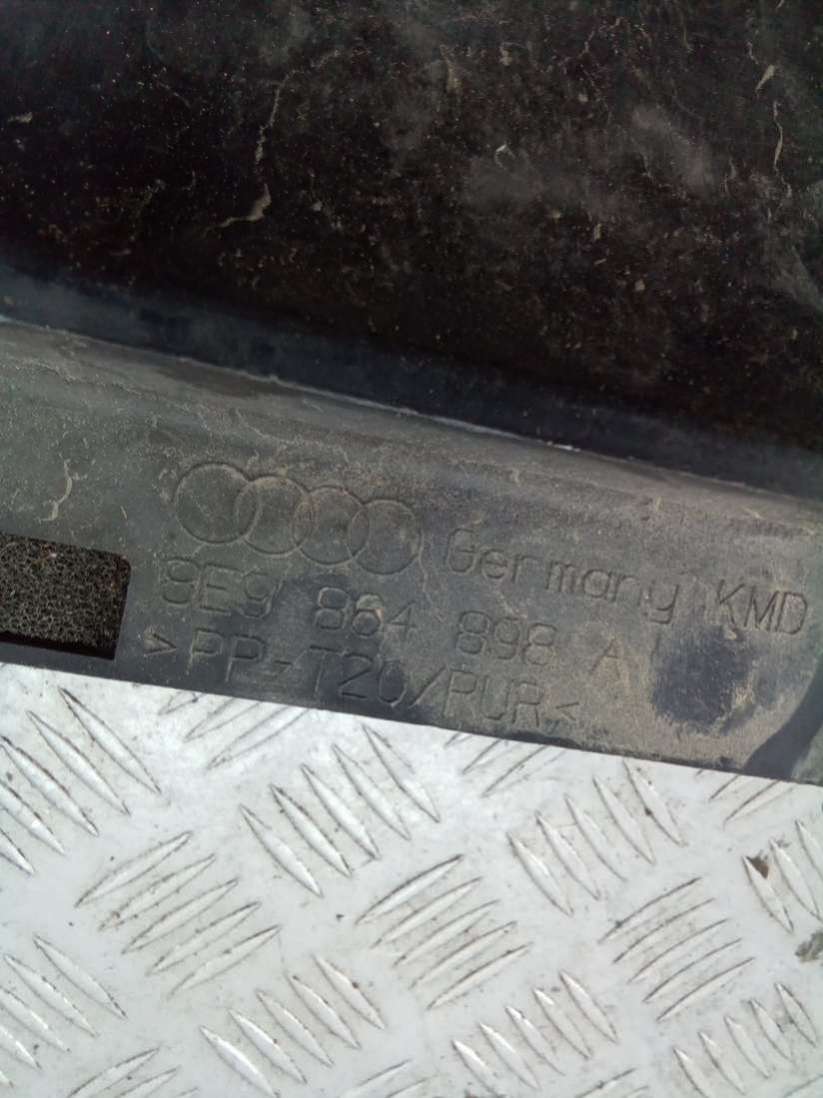 Germany KMD
8E9 864 898 A
>PP-T20/PUR<